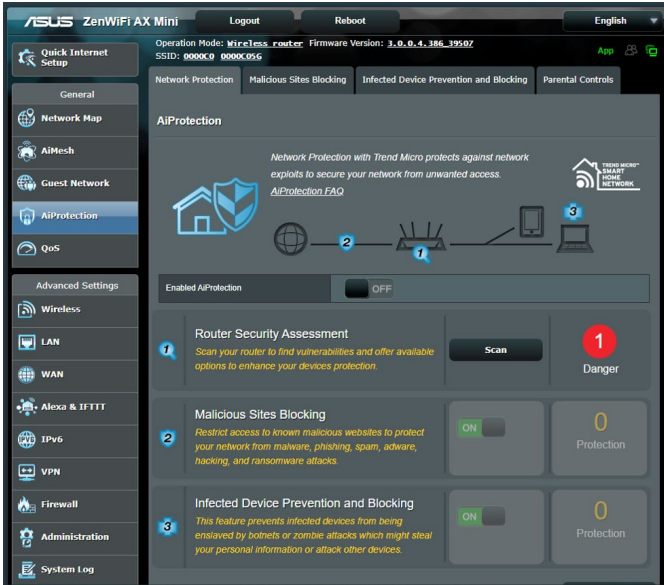 ASUS ZenWiFi AX Mini Logout Reboot English
Quick Internet Setup
Operation Mode: Wireless router Firmware Version: 3.0.0.4.386_39507
SSID: 0000C0 0000C05G
App
Network Protection Malicious Sites Blocking Infected Device Prevention and Blocking Parental Controls
General
Network Map
AiMesh
Guest Network
AiProtection
QoS
Advanced Settings
Wireless
LAN
WAN
Alexa & IFTTT
IPv6
VPN
Firewall
Administration
System Log
AiProtection
Network Protection with Trend Micro protects against network
exploits to secure your network from unwanted access.
AiProtection FAQ
TREND MICRO™
SMART
HOME
NETWORK
2
1
3
Enabled AiProtection OFF
1
Router Security Assessment
Scan your router to find vulnerabilities and offer available
options to enhance your devices protection.
Scan
1
Danger
2
Malicious Sites Blocking
Restrict access to known malicious websites to protect
your network from malware, phishing, spam, adware,
hacking, and ransomware attacks.
ON
0
Protection
3
Infected Device Prevention and Blocking
This feature prevents infected devices from being
enslaved by botnets or zombie attacks which might steal
your personal information or attack other devices.
ON
0
Protection